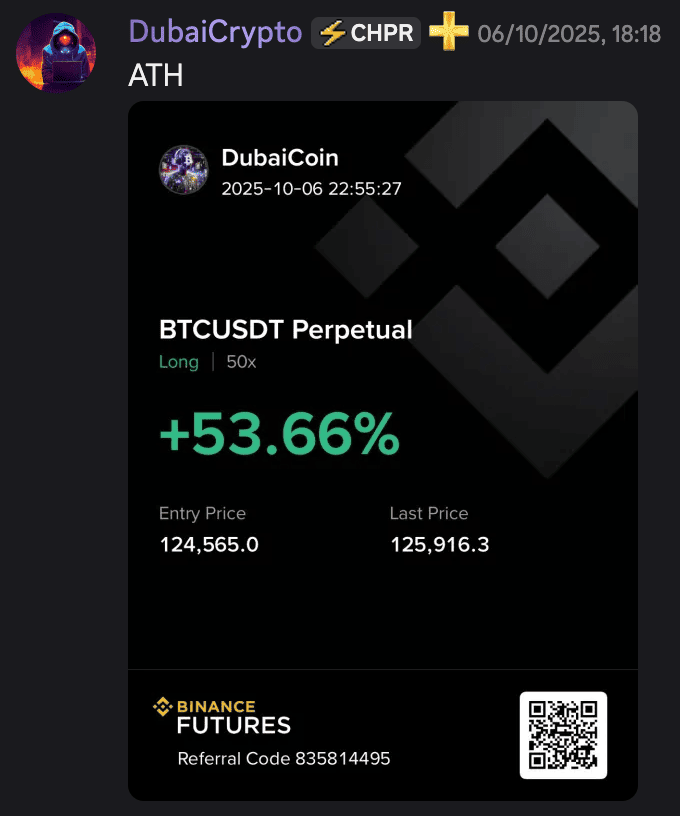 DubaiCrypto CHPR 06/10/2025, 18:18
ATH
DubaiCoin
2025-10-06 22:55:27
BTCUSDT Perpetual
Long | 50x
+53.66%
Entry Price Last Price
124,565.0 125,916.3
BINANCE
FUTURES
Referral Code 835814495